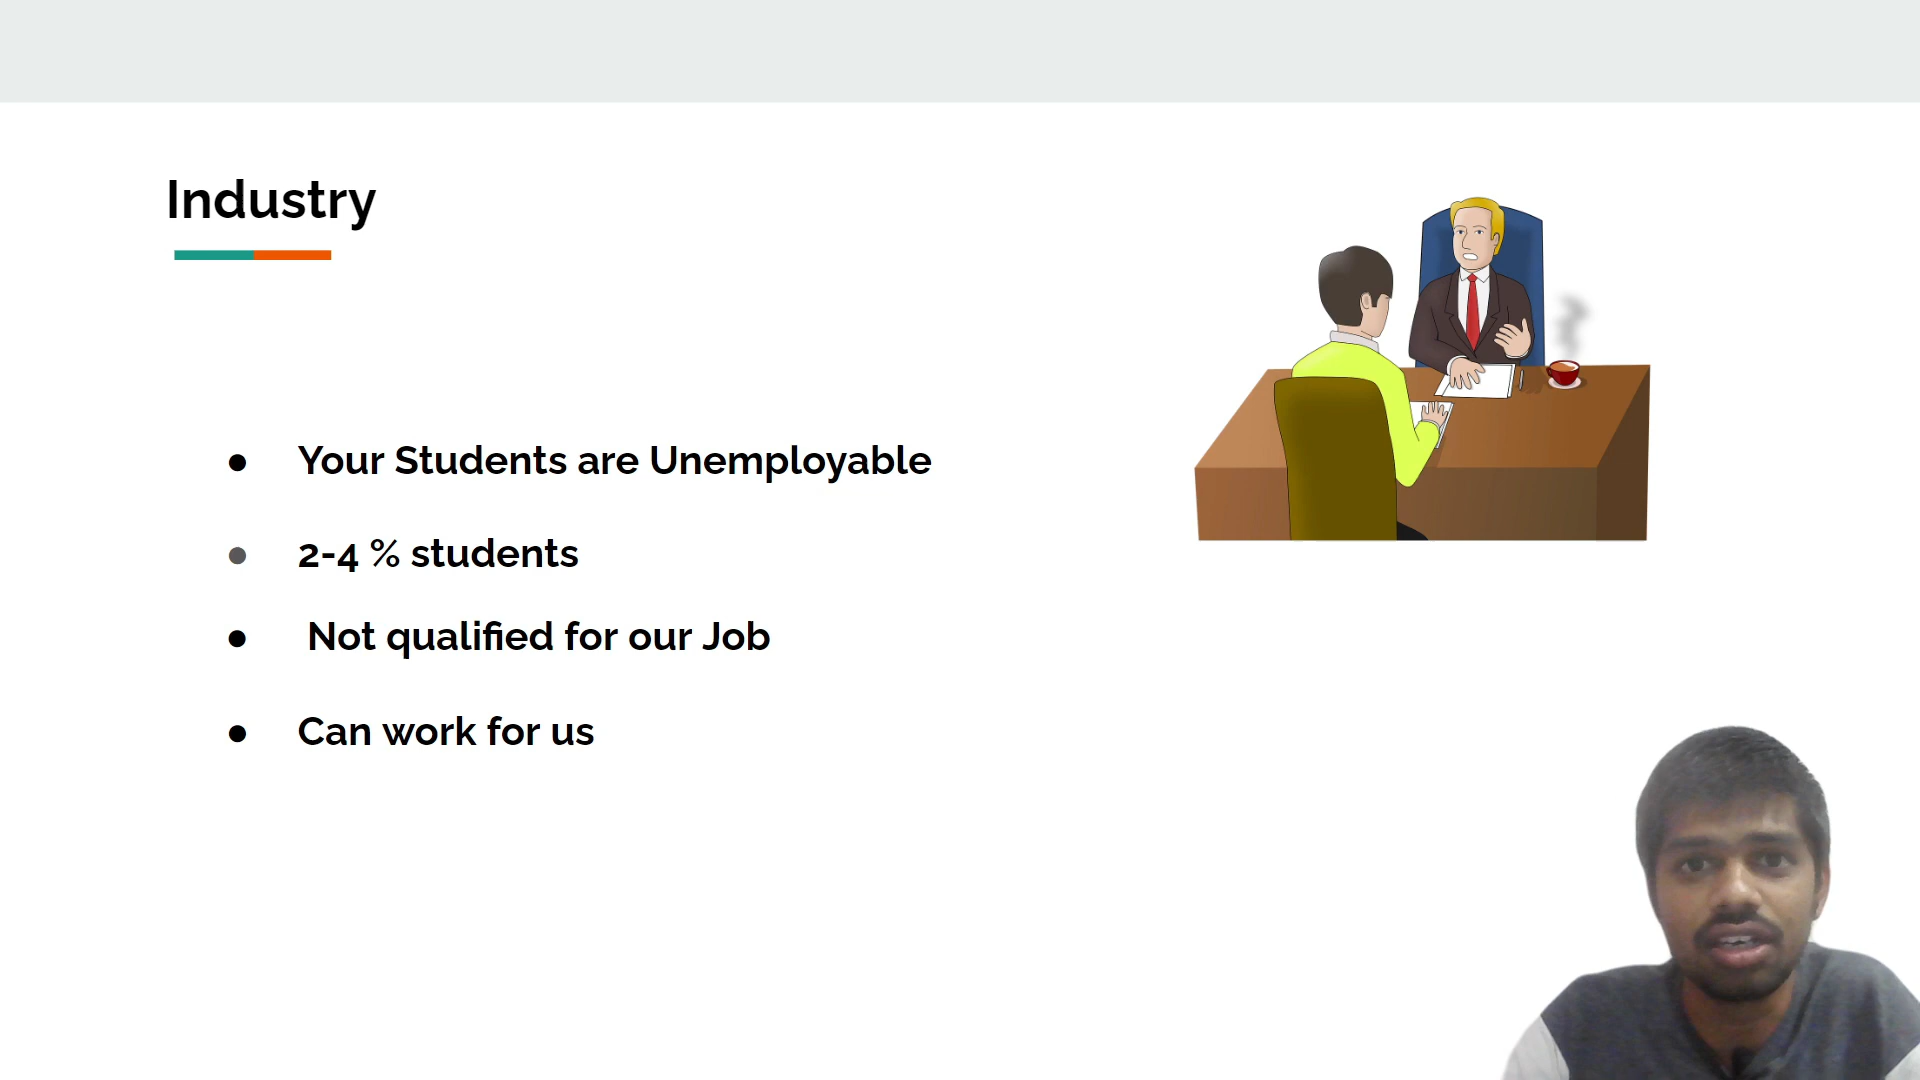 Industry
● Your Students are Unemployable
● 2-4 % students
● Not qualified for our Job
● Can work for us